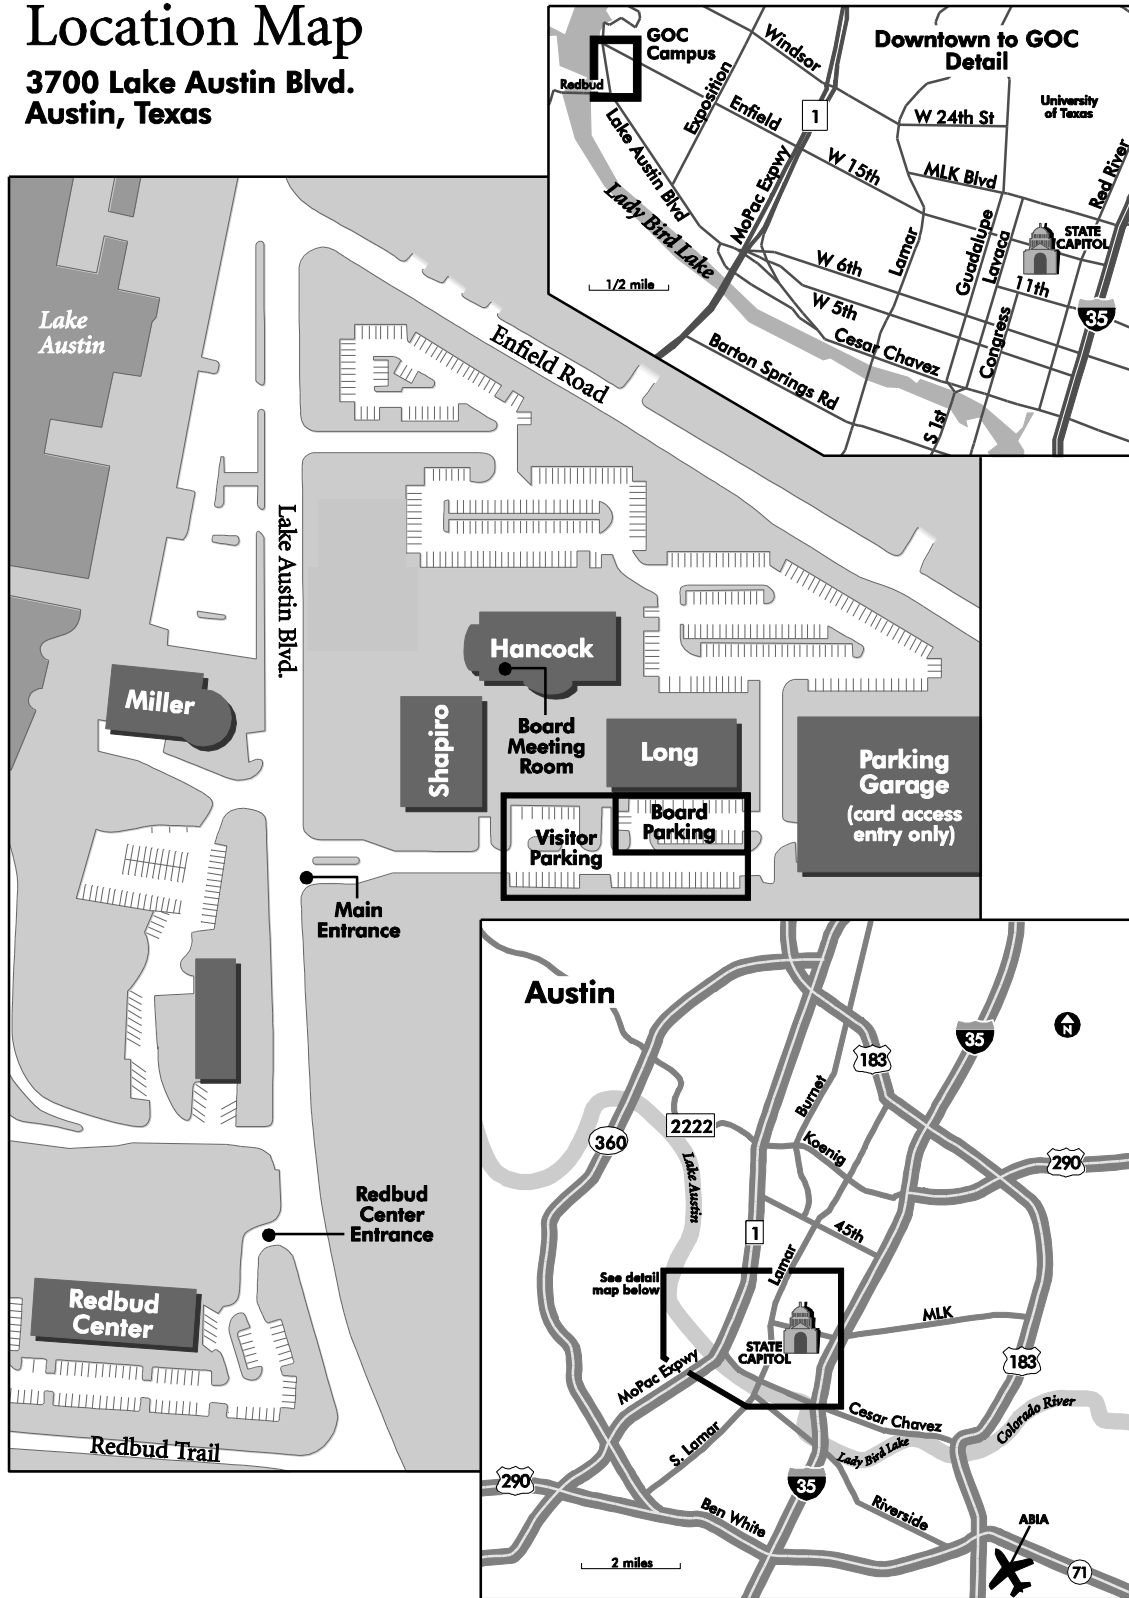 Location Map
3700 Lake Austin Blvd.
Austin, Texas
Downtown to GOC
Detail
GOC
Campus
Redbud
Windsor
Exposition
Enfield
1
W 24th St
University
of Texas
Lake Austin Blvd
MoPac Expwy
W 15th
MLK Blvd
Red River
Lady Bird Lake
Lamar
Guadalupe
Lavaca
STATE
CAPITOL
W 6th
11th
1/2 mile
W 5th
35
Congress
Cesar Chavez
Barton Springs Rd
S 1st
Lake
Austin
Enfield Road
Lake Austin Blvd.
Hancock
Miller
Shapiro
Board
Meeting
Room
Long
Parking
Garage
(card access
entry only)
Board
Parking
Visitor
Parking
Main
Entrance
Redbud
Center
Entrance
Redbud
Center
Redbud Trail
Austin
35
N
183
Burnet
2222
360
Koenig
290
Lake Austin
1
45th
Lamar
See detail
map below
MLK
STATE
CAPITOL
183
MoPac Expwy
Cesar Chavez
Colorado River
S. Lamar
Lady Bird Lake
290
35
Ben White
Riverside
ABIA
2 miles
71